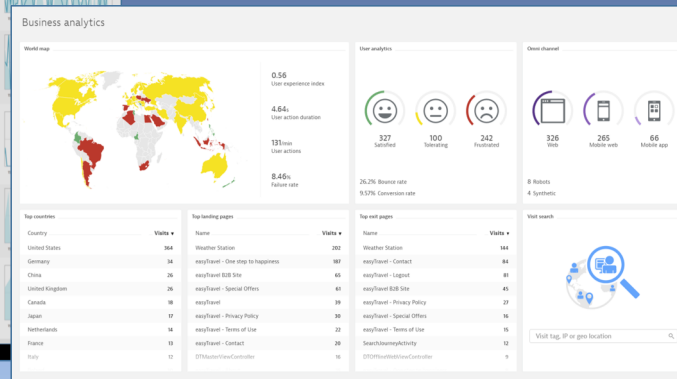 Business analytics
World map
0.56
User experience index
4.64s
User action duration
131/min
User actions
8.46%
Failure rate
User analytics
327
Satisfied
100
Tolerating
242
Frustrated
26.2% Bounce rate
9.57% Conversion rate
Omni channel
326
Web
265
Mobile web
66
Mobile app
8 Robots
4 Synthetic
Top countries
Country Visits ▾
United States 364
Germany 34
China 26
United Kingdom 26
Canada 18
Japan 17
Netherlands 14
France 13
Italy 12
Top landing pages
Name Visits ▾
Weather Station 202
easyTravel - One step to happiness 187
easyTravel B2B Site 65
easyTravel - Special Offers 61
easyTravel 39
easyTravel - Privacy Policy 30
easyTravel - Terms of Use 22
easyTravel - Contact 20
DTMasterViewController 16
Top exit pages
Name Visits ▾
Weather Station 144
easyTravel - Contact 84
easyTravel - Logout 81
easyTravel B2B Site 45
easyTravel - Privacy Policy 27
easyTravel - Special Offers 16
easyTravel - Terms of Use 15
SearchJourneyActivity 12
DTOfflineWebViewController 9
Visit search
Visit tag, IP or geo location